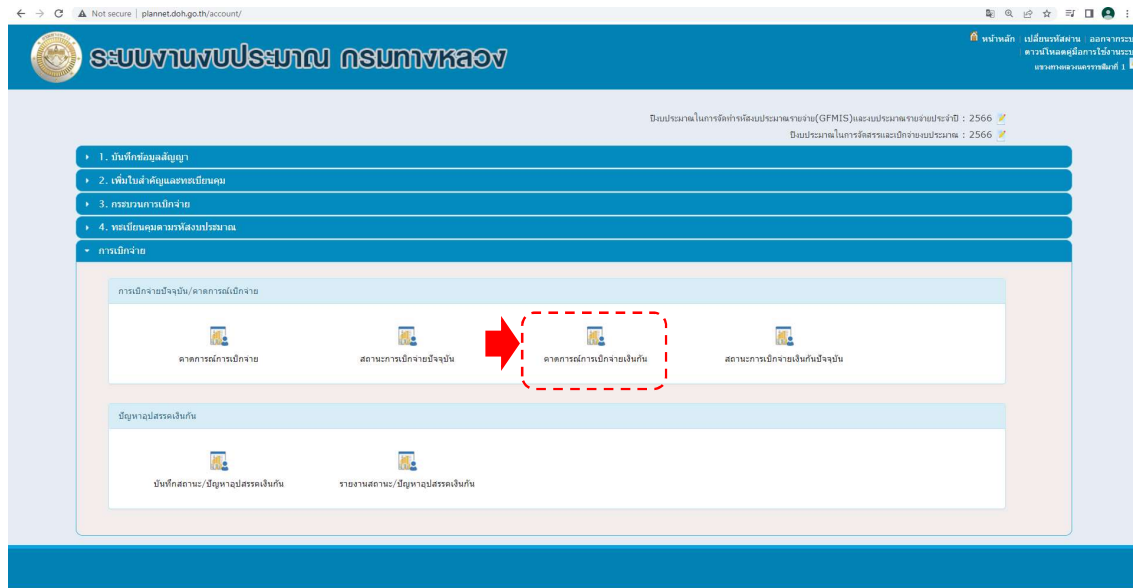 Not secure | plannet.doh.go.th/account/
ระบบงานงบประมาณ กรมทางหลวง
หน้าหลัก | เปลี่ยนรหัสผ่าน | ออกจากระบ
ดาวน์โหลดคู่มือการใช้งานระบ
แขวงทางหลวงนครราชสีมาที่ 1
ปีงบประมาณในการจัดทำรหัสงบประมาณรายจ่าย(GFMIS)และงบประมาณรายจ่ายประจำปี : 2566
ปีงบประมาณในการจัดสรรและเบิกจ่ายงบประมาณ : 2566
1. บันทึกข้อมูลสัญญา
2. เพิ่มใบสำคัญและทะเบียนคุม
3. กระบวนการเบิกจ่าย
4. ทะเบียนคุมตามรหัสงบประมาณ
การเบิกจ่าย
การเบิกจ่ายปัจจุบัน/คาดการณ์เบิกจ่าย
คาดการณ์การเบิกจ่าย
สถานะการเบิกจ่ายปัจจุบัน
คาดการณ์การเบิกจ่ายเงินกัน
สถานะการเบิกจ่ายเงินกันปัจจุบัน
ปัญหาอุปสรรคเงินกัน
บันทึกสถานะ/ปัญหาอุปสรรคเงินกัน
รายงานสถานะ/ปัญหาอุปสรรคเงินกัน